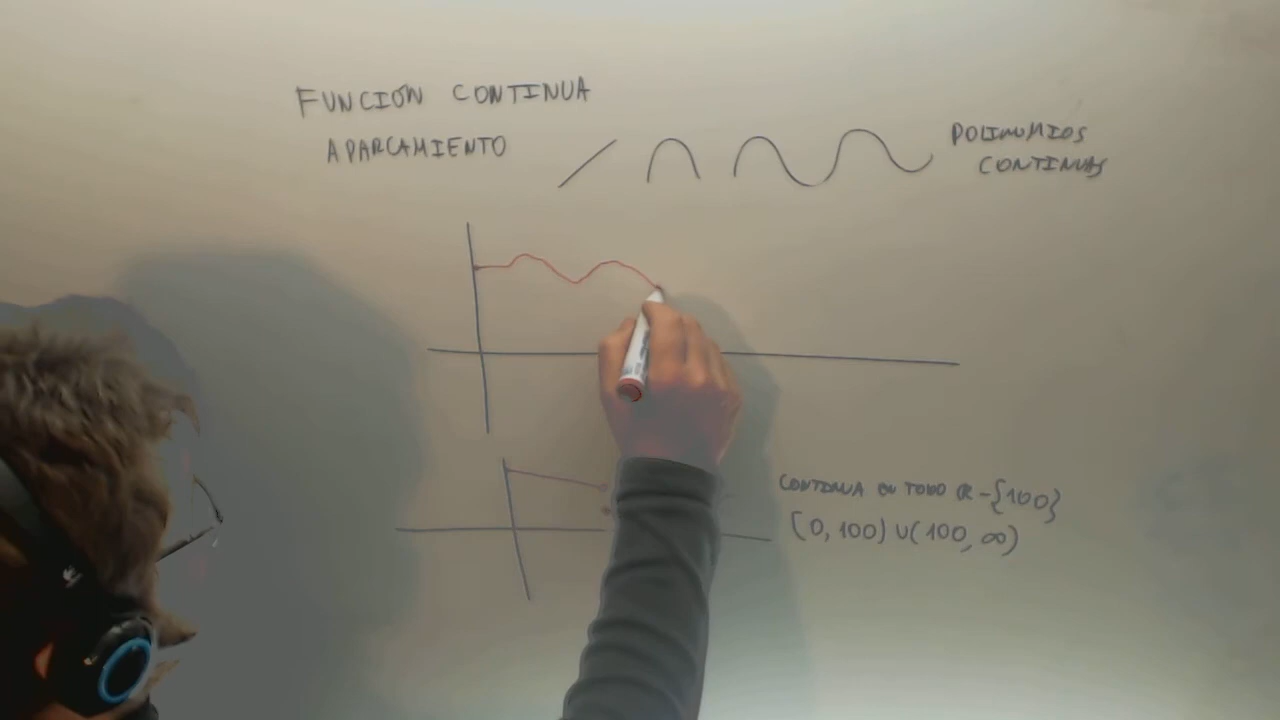 FUNCIÓN CONTINUA
APARCAMIENTO
POLINOMIOS
CONTINUAS
CONTINUA EN TODO R-{100}
(0, 100) U (100, ∞)